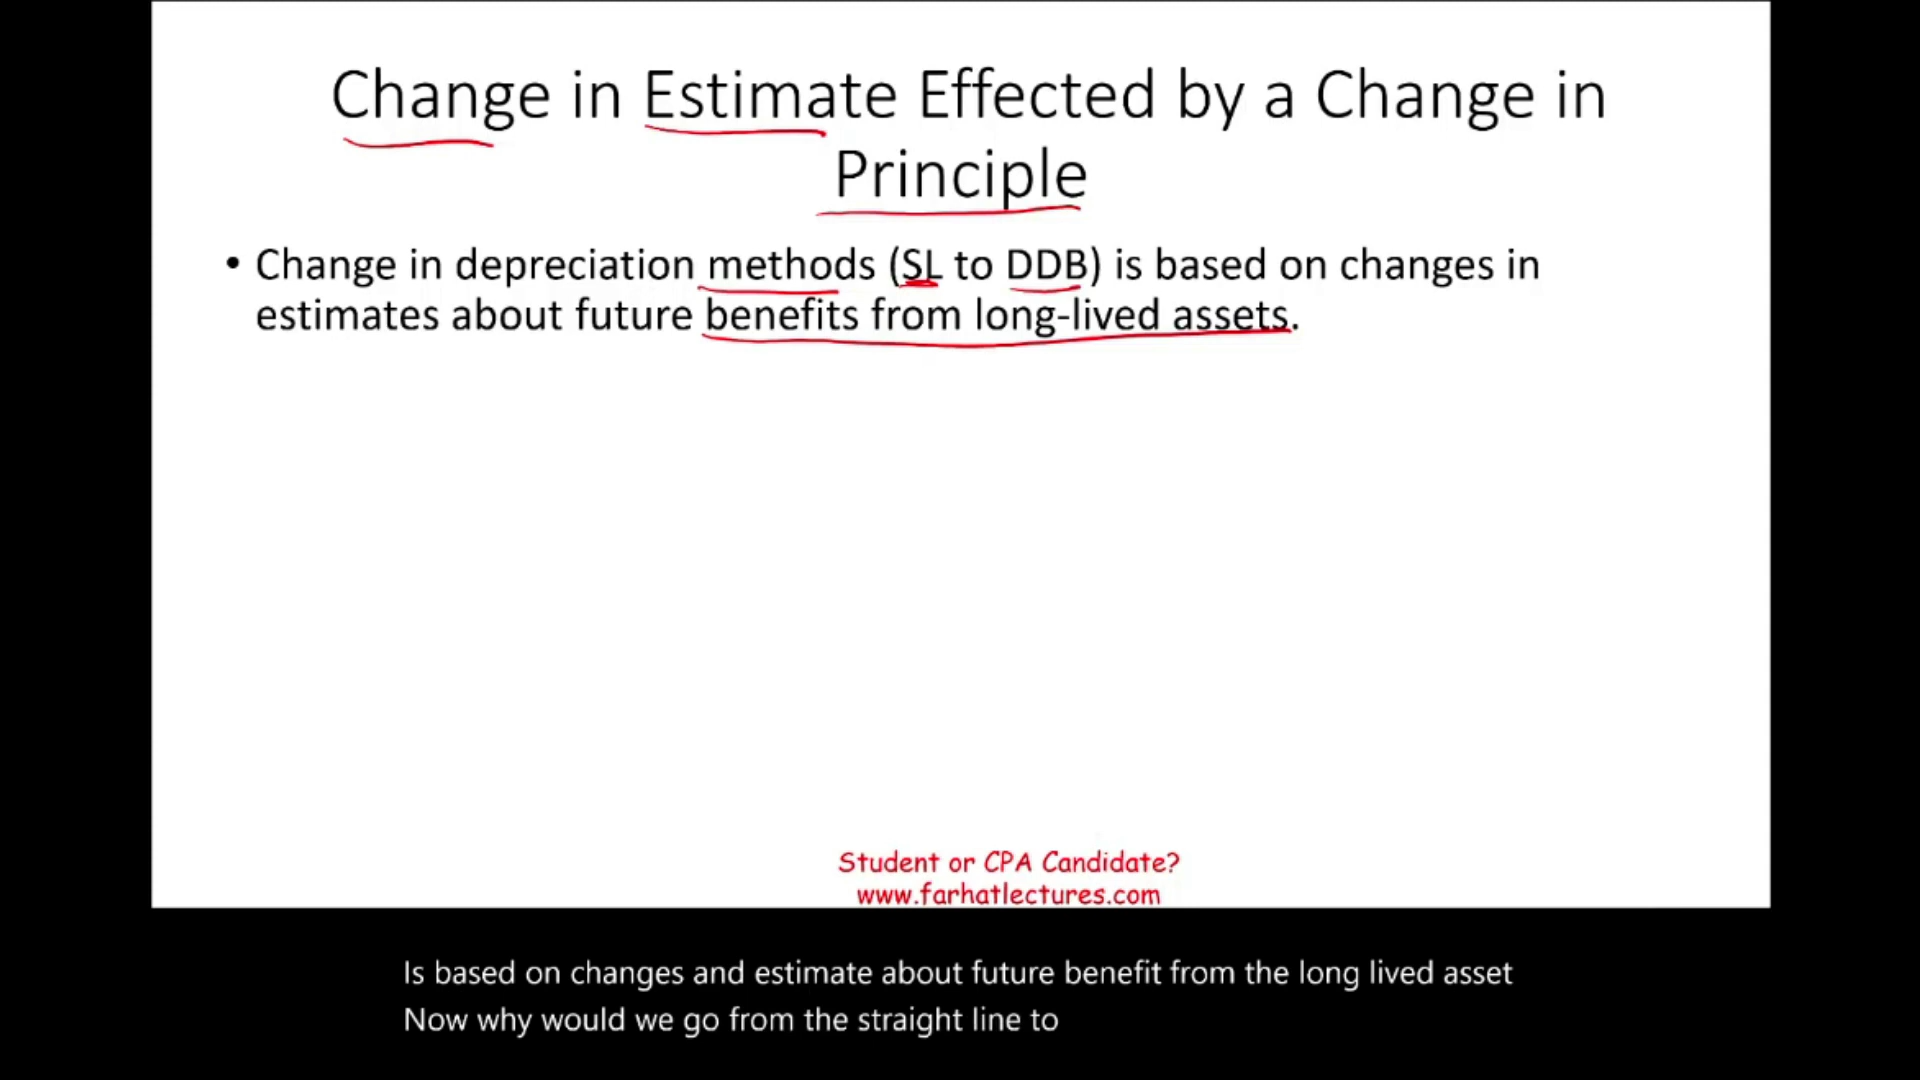 Change in Estimate Effected by a Change in
Principle
• Change in depreciation methods (SL to DDB) is based on changes in
estimates about future benefits from long-lived assets.
Student or CPA Candidate?
www.farhatlectures.com
Is based on changes and estimate about future benefit from the long lived asset
Now why would we go from the straight line to